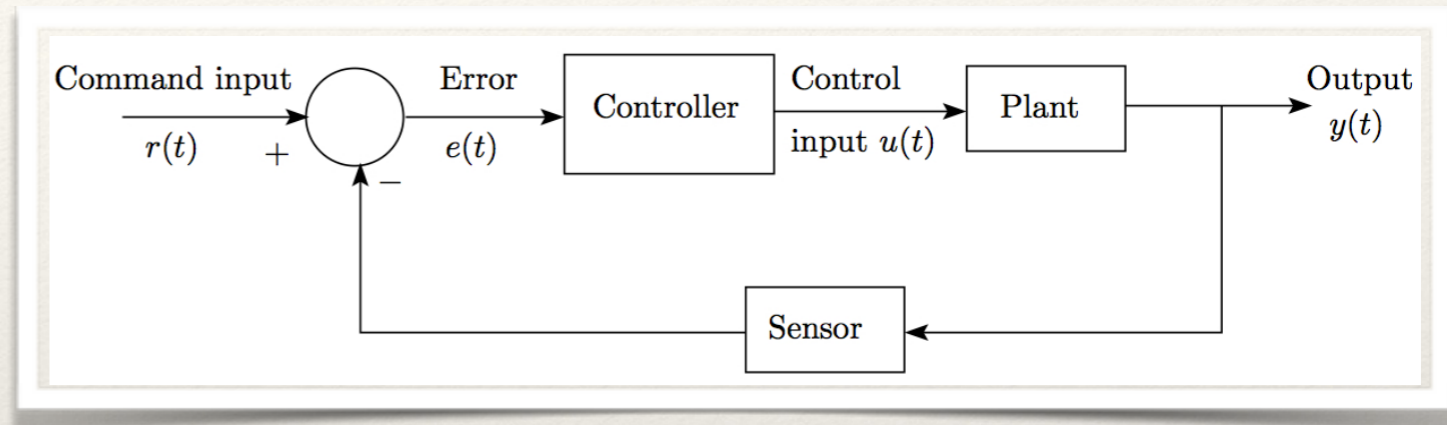 Command input
r(t)
+
−
Error
e(t)
Controller
Control
input u(t)
Plant
Output
y(t)
Sensor